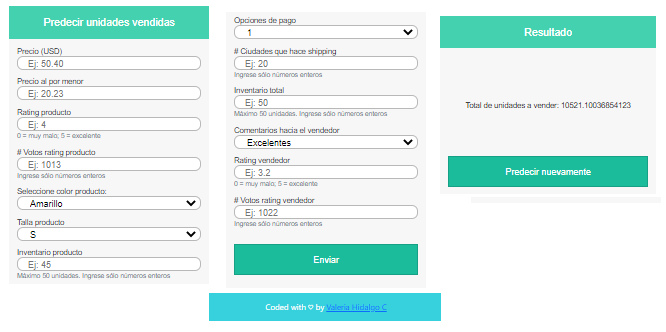 Predecir unidades vendidas
Precio (USD)
Ej: 50.40
Precio al por menor
Ej: 20.23
Rating producto
Ej: 4
0 = muy malo; 5 = excelente
# Votos rating producto
Ej: 1013
Ingrese sólo números enteros
Seleccione color producto:
Amarillo
Talla producto
S
Inventario producto
Ej: 45
Máximo 50 unidades. Ingrese sólo números enteros
Opciones de pago
1
# Ciudades que hace shipping
Ej: 20
Ingrese sólo números enteros
Inventario total
Ej: 50
Máximo 50 unidades. Ingrese sólo números enteros
Comentarios hacia el vendedor
Excelentes
Rating vendedor
Ej: 3.2
0 = muy malo, 5 = excelente
# Votos rating vendedor
Ej: 1022
Ingrese sólo números enteros
Enviar
Resultado
Total de unidades a vender: 10521.10036854123
Predecir nuevamente
Coded with ♡ by Valeria Hidalgo C